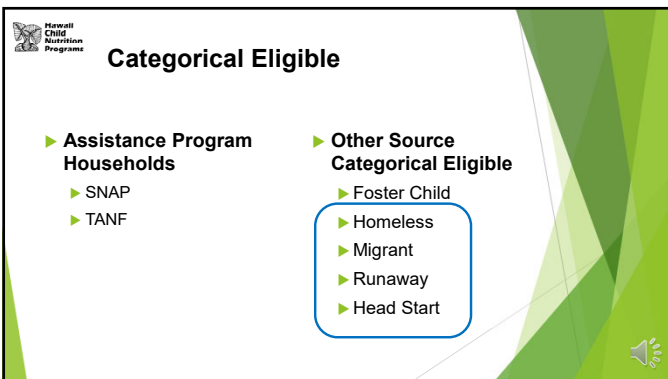 Hawaii
Child
Nutrition
Programs
Categorical Eligible
Assistance Program
Households
SNAP
TANF
Other Source
Categorical Eligible
Foster Child
Homeless
Migrant
Runaway
Head Start